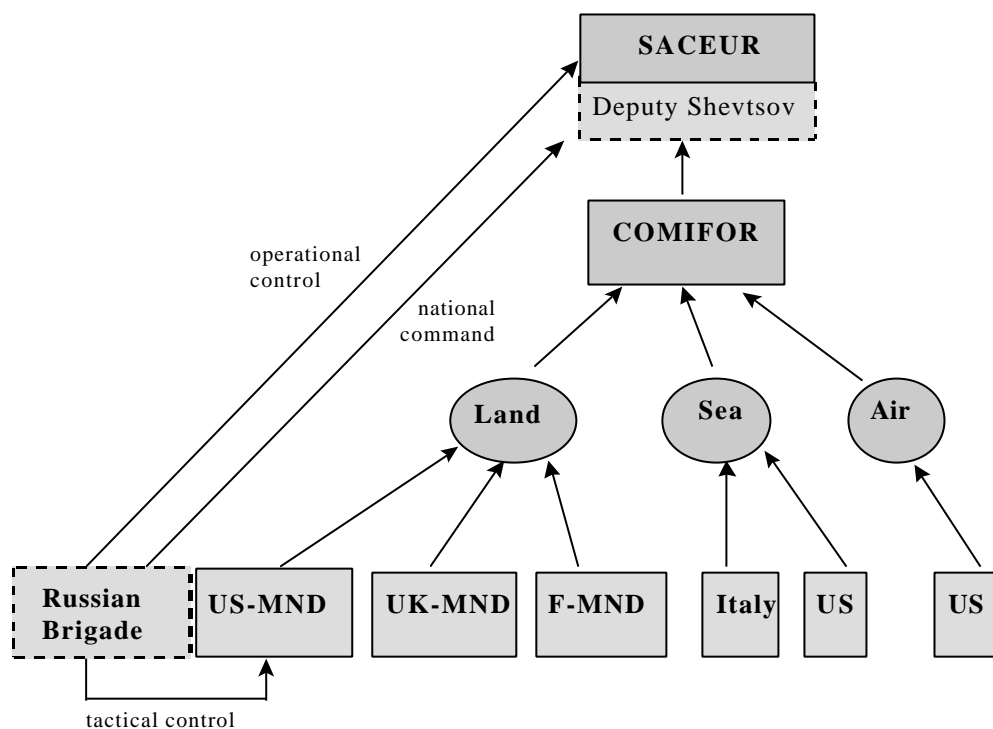 SACEUR
Deputy Shevtsov
COMIFOR
operational
control
national
command
Land
Sea
Air
Russian
Brigade
US-MND
UK-MND
F-MND
Italy
US
US
tactical control